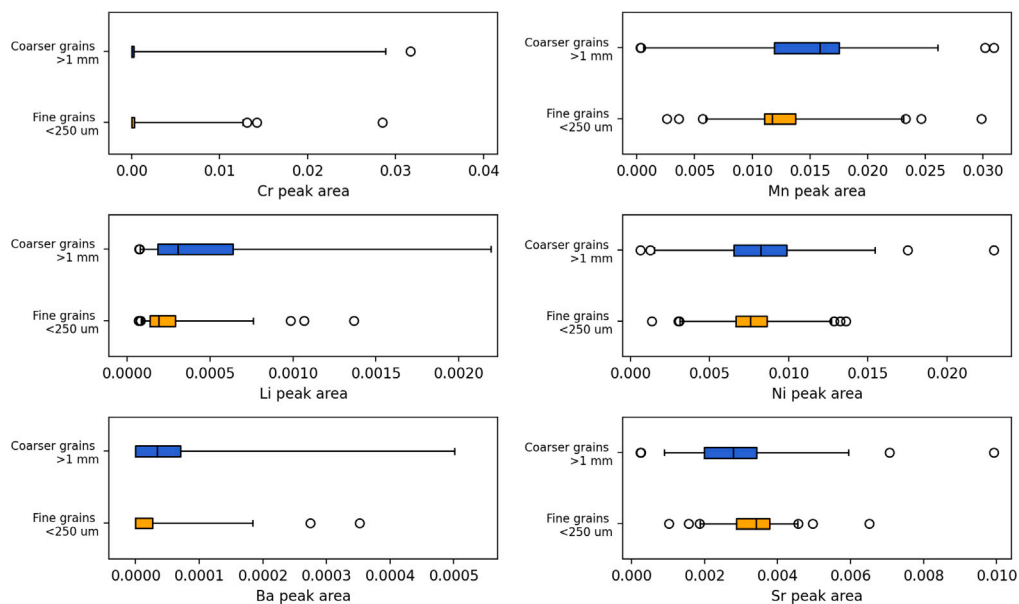 Coarser grains
>1 mm
Fine grains
<250 um
0.00 0.01 0.02 0.03 0.04
Cr peak area
Coarser grains
>1 mm
Fine grains
<250 um
0.000 0.005 0.010 0.015 0.020 0.025 0.030
Mn peak area
Coarser grains
>1 mm
Fine grains
<250 um
0.0000 0.0005 0.0010 0.0015 0.0020
Li peak area
Coarser grains
>1 mm
Fine grains
<250 um
0.000 0.005 0.010 0.015 0.020
Ni peak area
Coarser grains
>1 mm
Fine grains
<250 um
0.0000 0.0001 0.0002 0.0003 0.0004 0.0005
Ba peak area
Coarser grains
>1 mm
Fine grains
<250 um
0.000 0.002 0.004 0.006 0.008 0.010
Sr peak area